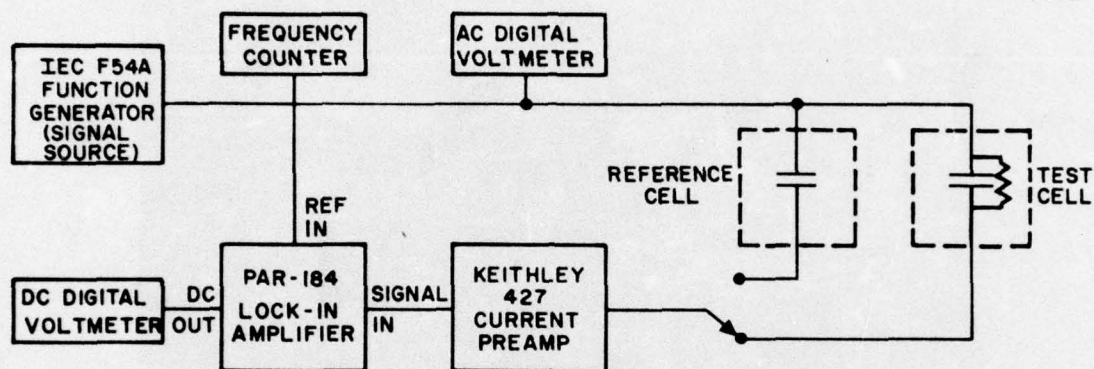 IEC F54A
FUNCTION
GENERATOR
(SIGNAL
SOURCE)
FREQUENCY
COUNTER
AC DIGITAL
VOLTMETER
REFERENCE
CELL
TEST
CELL
REF
IN
DC DIGITAL
VOLTMETER
DC
OUT
PAR-184
LOCK-IN
AMPLIFIER
SIGNAL
IN
KEITHLEY
427
CURRENT
PREAMP